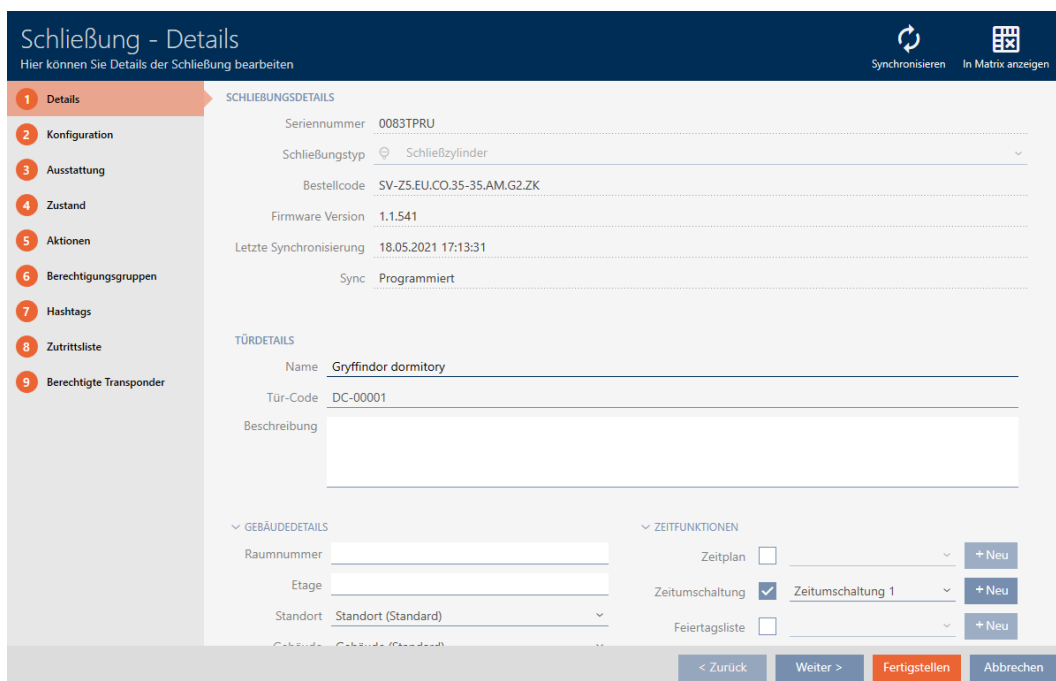 Schließung - Details
Hier können Sie Details der Schließung bearbeiten
Synchronisieren
In Matrix anzeigen
1 Details
2 Konfiguration
3 Ausstattung
4 Zustand
5 Aktionen
6 Berechtigungsgruppen
7 Hashtags
8 Zutrittsliste
9 Berechtigte Transponder
SCHLIEßUNGSDETAILS
Seriennummer 0083TPRU
Schließungstyp Schließzylinder
Bestellcode SV-Z5.EU.CO.35-35.AM.G2.ZK
Firmware Version 1.1.541
Letzte Synchronisierung 18.05.2021 17:13:31
Sync Programmiert
TÜRDETAILS
Name Gryffindor dormitory
Tür-Code DC-00001
Beschreibung
GEBÄUDEDETAILS
Raumnummer
Etage
Standort Standort (Standard)
Gebäude Gebäude (Standard)
ZEITFUNKTIONEN
Zeitplan + Neu
Zeitumschaltung Zeitumschaltung 1 + Neu
Feiertagsliste + Neu
< Zurück
Weiter >
Fertigstellen
Abbrechen